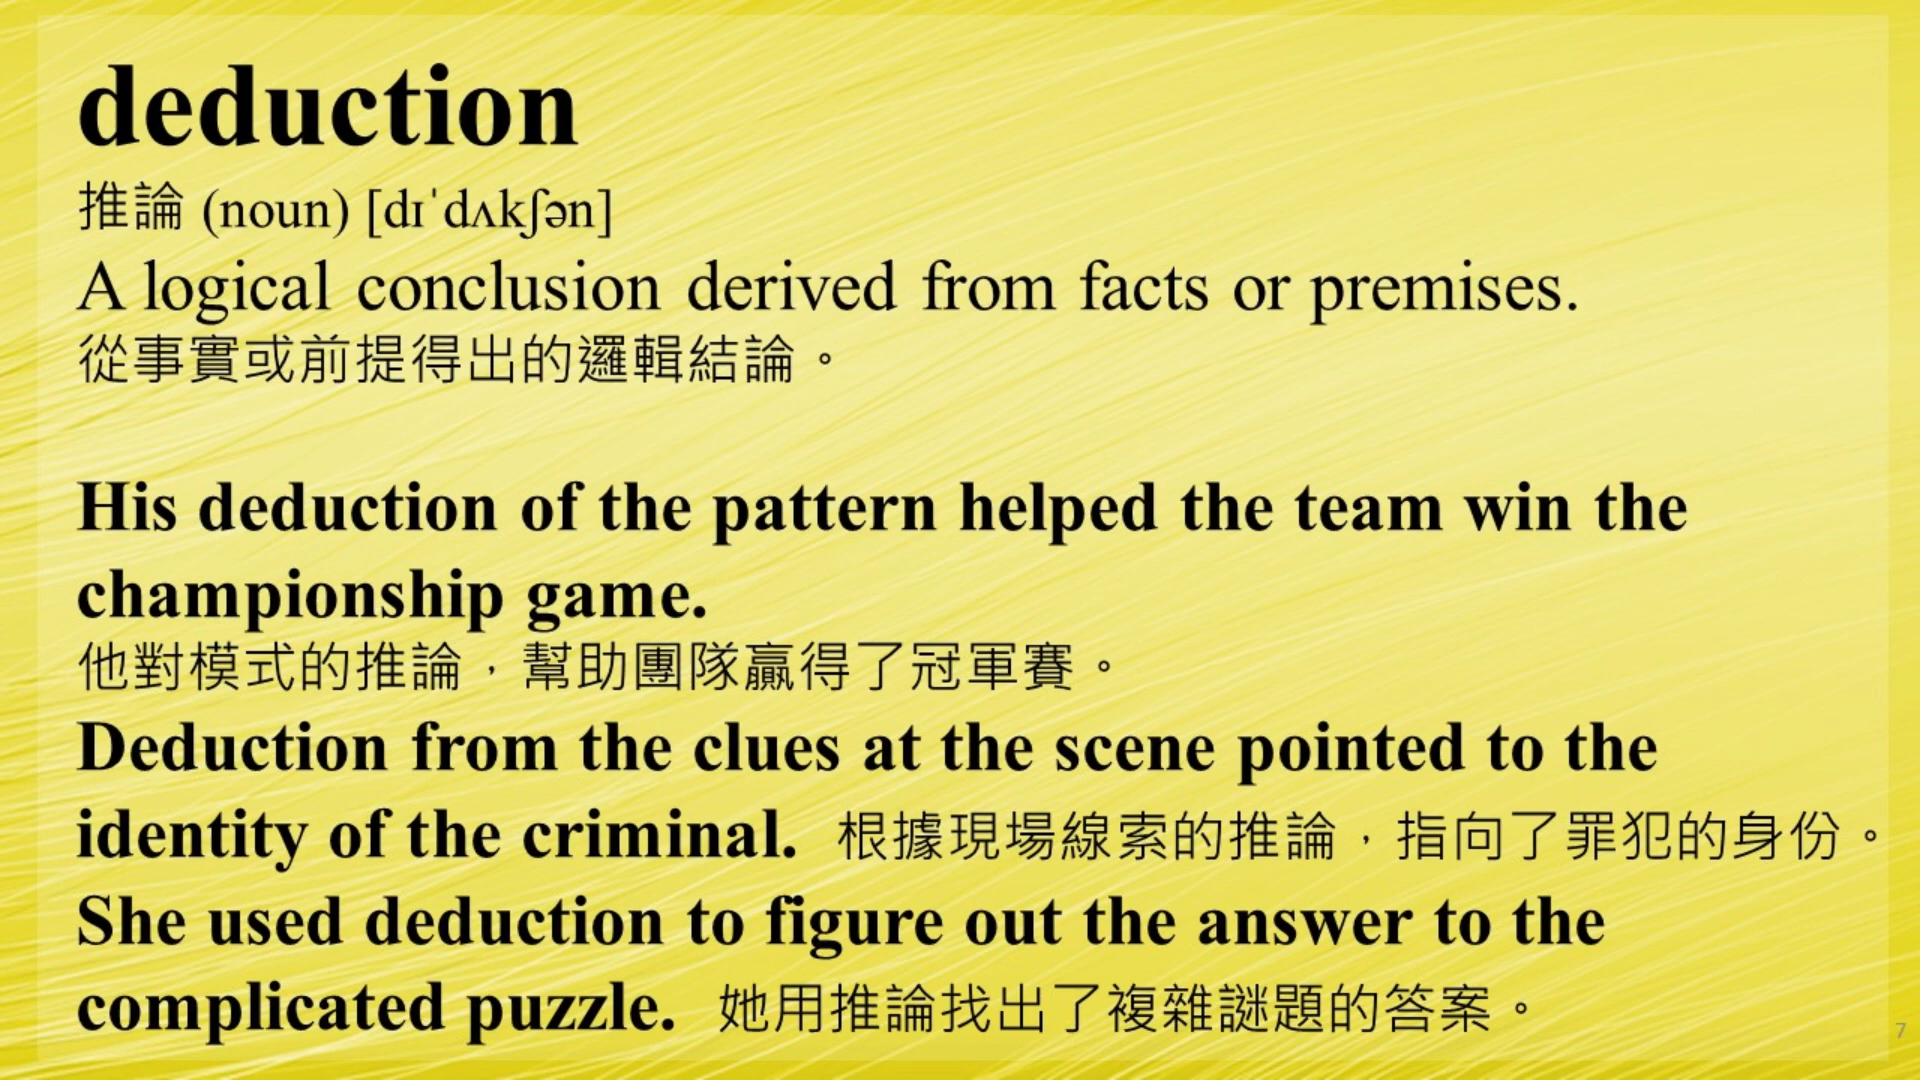 deduction
推論 (noun) [dɪˈdʌkʃən]
A logical conclusion derived from facts or premises.
從事實或前提得出的邏輯結論。
His deduction of the pattern helped the team win the
championship game.
他對模式的推論，幫助團隊贏得了冠軍賽。
Deduction from the clues at the scene pointed to the
identity of the criminal. 根據現場線索的推論，指向了罪犯的身份。
She used deduction to figure out the answer to the
complicated puzzle. 她用推論找出了複雜謎題的答案。
7